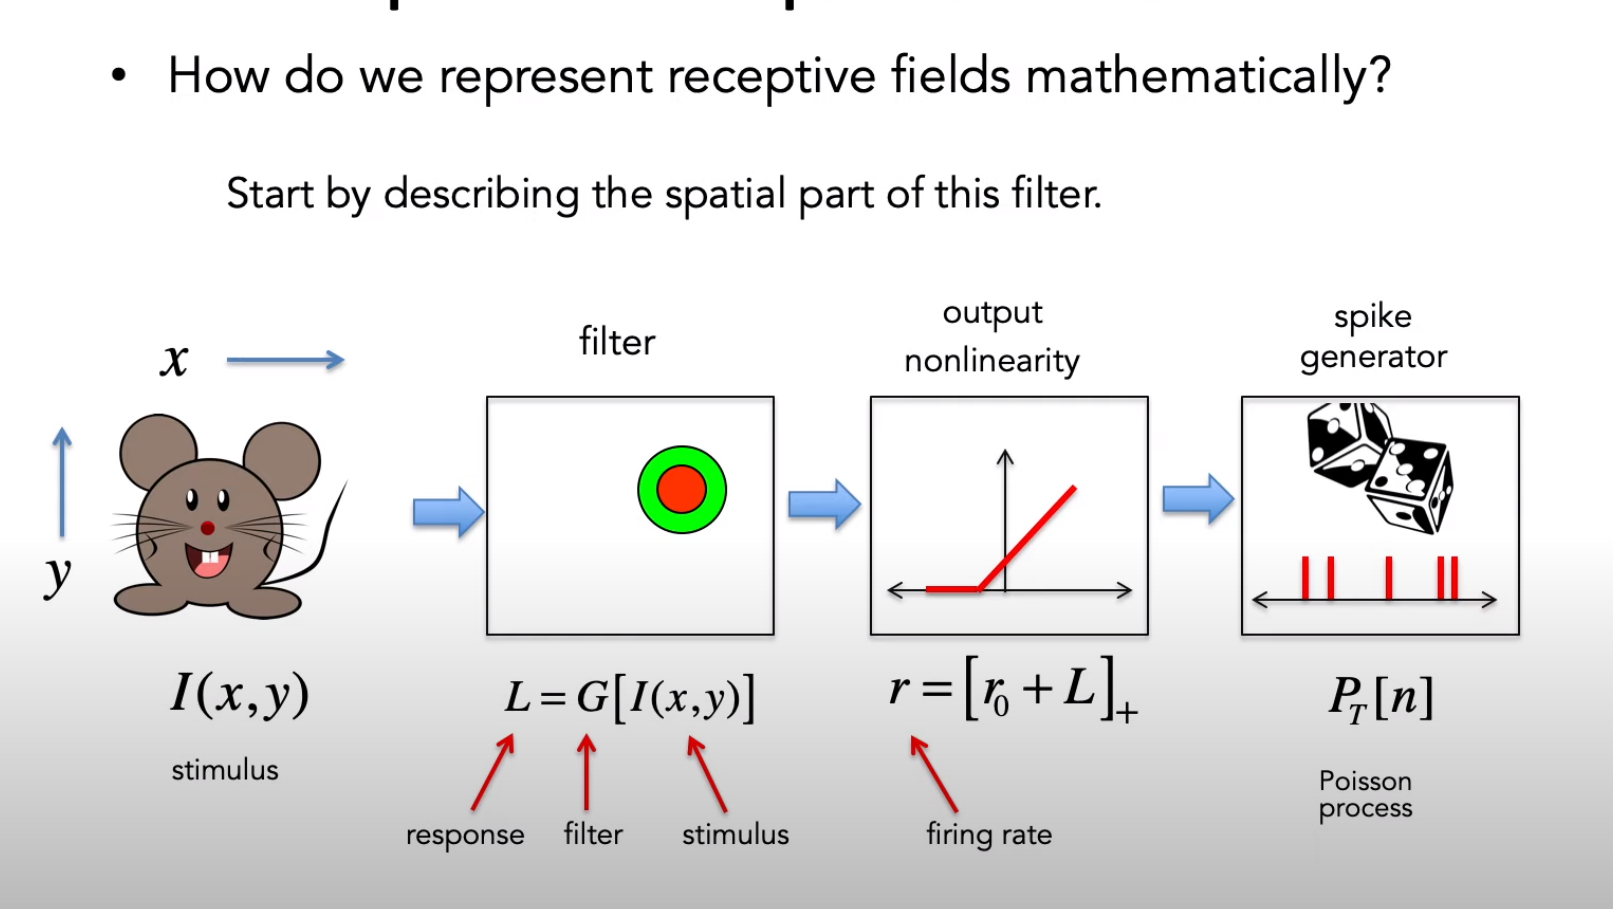 • How do we represent receptive fields mathematically?
Start by describing the spatial part of this filter.
x
y
filter
output
nonlinearity
spike
generator
I(x,y)
L = G[I(x,y)]
r = [r₀ + L]₊
P_T[n]
stimulus
response
filter
stimulus
firing rate
Poisson
process